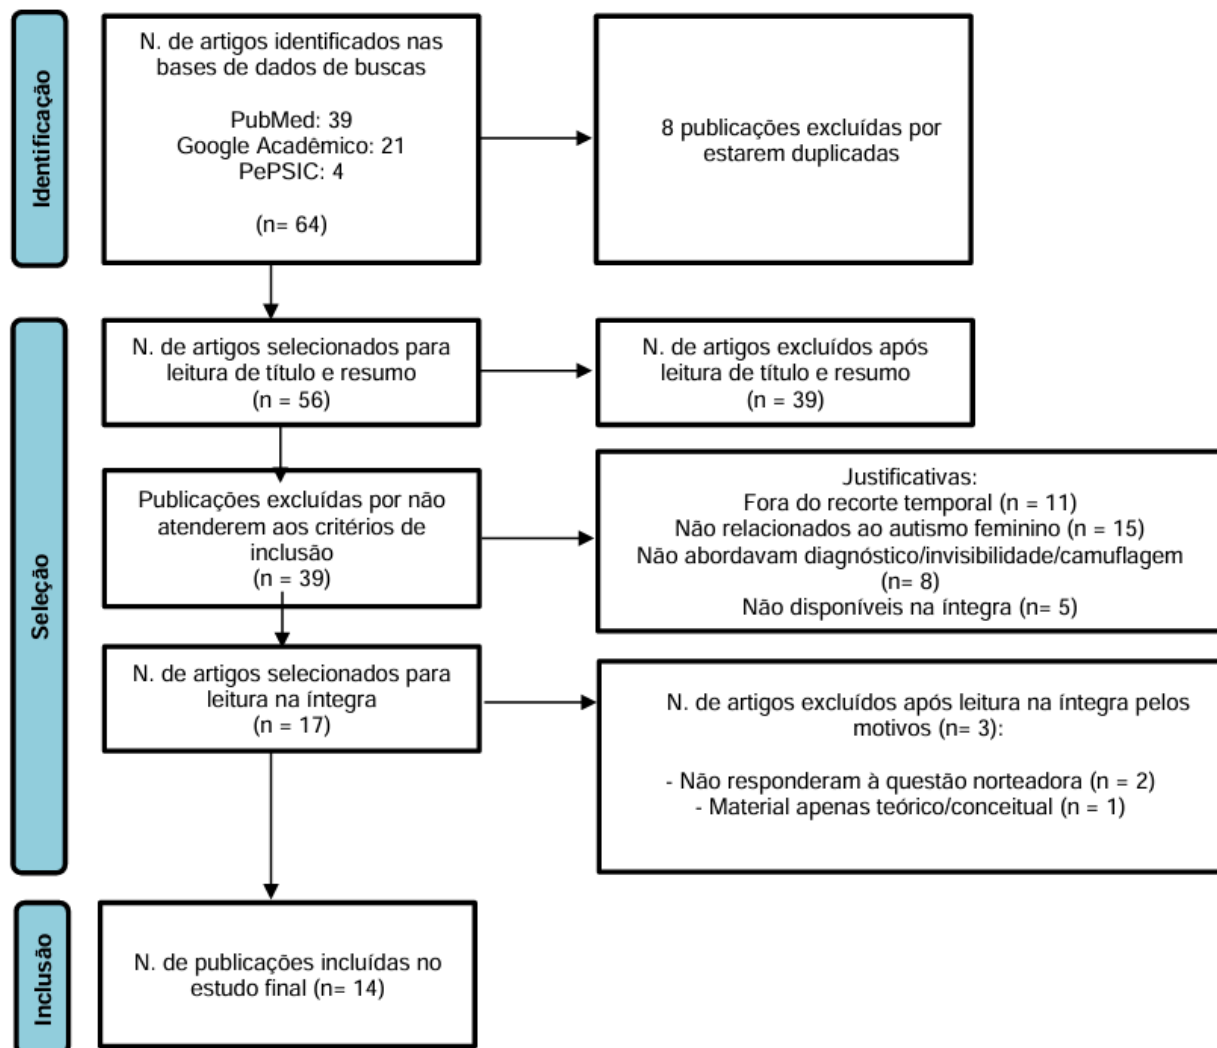 Identificação
N. de artigos identificados nas
bases de dados de buscas
PubMed: 39
Google Acadêmico: 21
PePSIC: 4
(n= 64)
8 publicações excluídas por
estarem duplicadas
Seleção
N. de artigos selecionados para
leitura de título e resumo
(n = 56)
N. de artigos excluídos após
leitura de título e resumo
(n = 39)
Publicações excluídas por não
atenderem aos critérios de
inclusão
(n = 39)
Justificativas:
Fora do recorte temporal (n = 11)
Não relacionados ao autismo feminino (n = 15)
Não abordavam diagnóstico/invisibilidade/camuflagem
(n= 8)
Não disponíveis na íntegra (n= 5)
N. de artigos selecionados para
leitura na íntegra
(n = 17)
N. de artigos excluídos após leitura na íntegra pelos
motivos (n= 3):
- Não responderam à questão norteadora (n = 2)
- Material apenas teórico/conceitual (n = 1)
Inclusão
N. de publicações incluídas no
estudo final (n= 14)